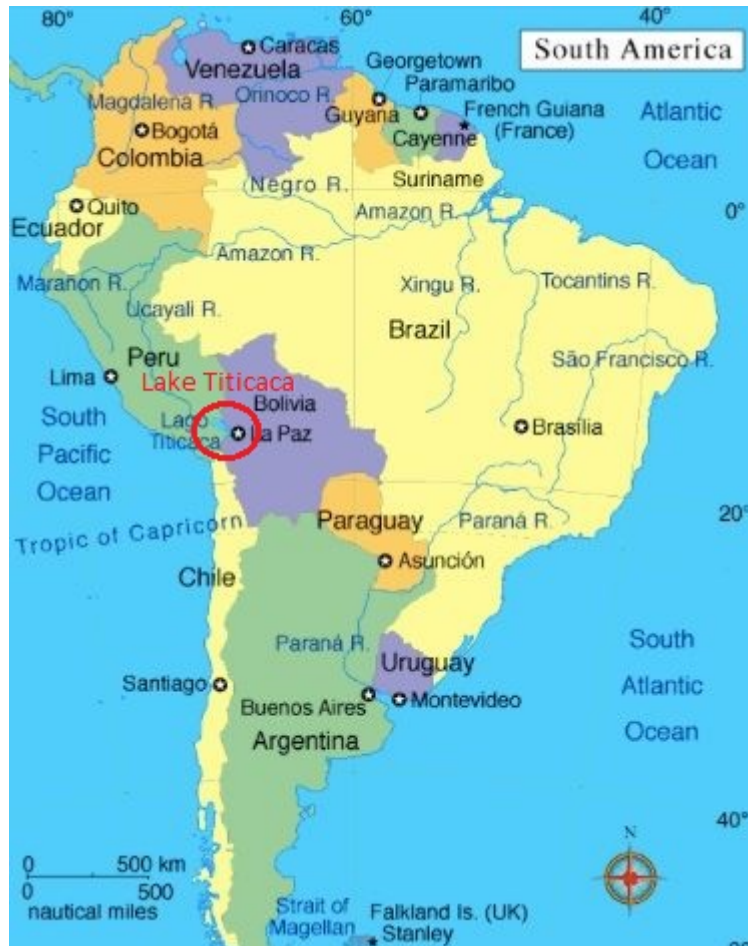 80°
60°
40°
South America
Caracas
Venezuela
Georgetown
Paramaribo
Magdalena R.
Orinoco R.
Guyana
French Guiana
(France)
Atlantic
Ocean
Bogotá
Colombia
Cayenne
Suriname
Negro R.
Quito
Ecuador
Amazon R.
0°
Amazon R.
Marañon R.
Xingu R.
Tocantins R.
Ucayali R.
Brazil
Peru
São Francisco R.
Lima
Lake Titicaca
Bolivia
South
Pacific
Ocean
Lago
Titicaca
La Paz
Brasília
Tropic of Capricorn
Paraguay
Paraná R.
20°
Asunción
Chile
Paraná R.
Uruguay
South
Atlantic
Ocean
Santiago
Buenos Aires
Montevideo
Argentina
40°
N
0 500 km
0 500
nautical miles
Strait of
Magellan
Falkland Is. (UK)
Stanley